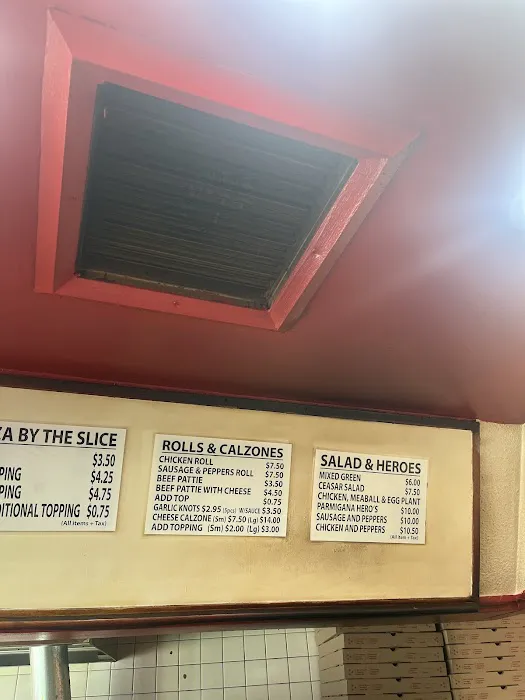 ZA BY THE SLICE
$3.50
PING $4.25
PING $4.75
DITIONAL TOPPING $0.75
(All items + Tax)
ROLLS & CALZONES
CHICKEN ROLL $7.50
SAUSAGE & PEPPERS ROLL $7.50
BEEF PATTIE $3.50
BEEF PATTIE WITH CHEESE $4.50
ADD TOP $0.75
GARLIC KNOTS $2.95 (5pcs) W/SAUCE $3.50
CHEESE CALZONE (Sm) $7.50 (Lg) $14.00
ADD TOPPING (Sm) $2.00 (Lg) $3.00
SALAD & HEROES
MIXED GREEN $6.00
CEASAR SALAD $7.50
CHICKEN, MEABALL & EGG PLANT
PARMIGANA HERO'S $10.00
SAUSAGE AND PEPPERS $10.00
CHICKEN AND PEPPERS $10.50
(All item + Tax)